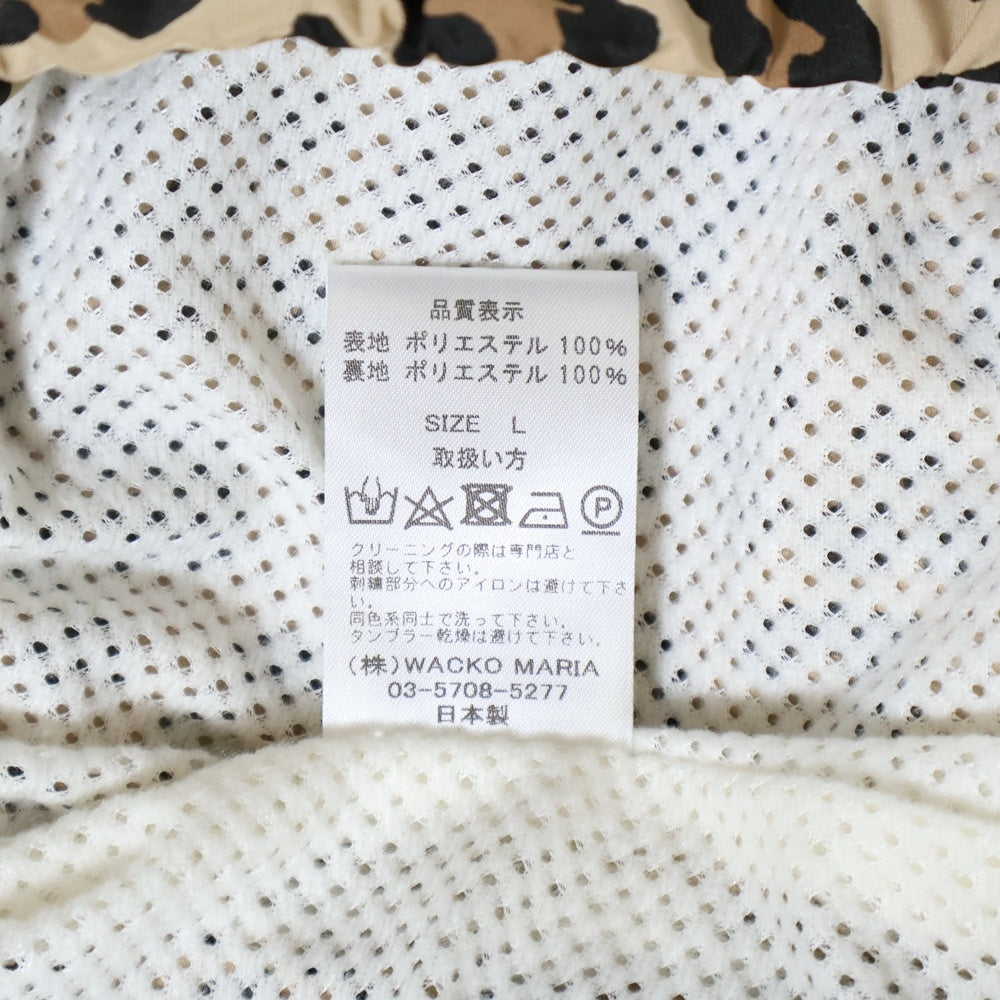 品質表示
表地 ポリエステル 100%
裏地 ポリエステル 100%
SIZE L
取扱い方
P
クリーニングの際は専門店と
相談して下さい。
刺繍部分へのアイロンは避けて下さ
い。
同色系同士で洗って下さい。
タンブラー乾燥は避けて下さい。
(株)WACKO MARIA
03-5708-5277
日本製